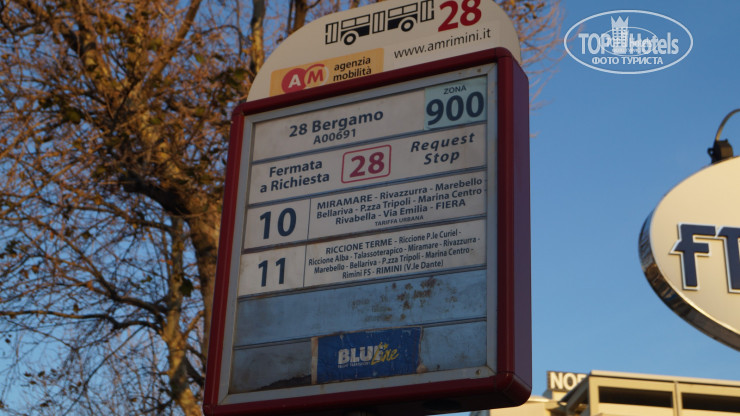 28
www.amrimini.it
AM agenzia
mobilità
ZONA
900
28 Bergamo
A00691
Fermata
a Richiesta
28
Request
Stop
10
MIRAMARE - Rivazzurra - Marebello
Bellariva - P.zza Tripoli - Marina Centro
Rivabella - Via Emilia - FIERA
TARIFFA URBANA
11
RICCIONE TERME - Riccione P.le Curiel -
Riccione Alba - Talassoterapico - Miramare - Rivazzurra -
Marebello - Bellariva - P.zza Tripoli - Marina Centro -
Rimini FS - RIMINI (V.le Dante)
BLUE line
TOP Hotels
ФОТО ТУРИСТА
NOR